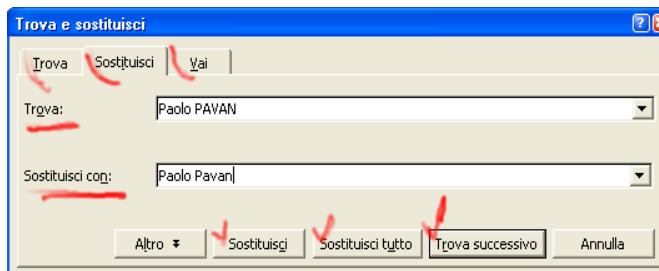 Trova e sostituisci
Trova Sostituisci Vai
Trova: Paolo PAVAN
Sostituisci con: Paolo Pavan
Altro Sostituisci Sostituisci tutto Trova successivo Annulla